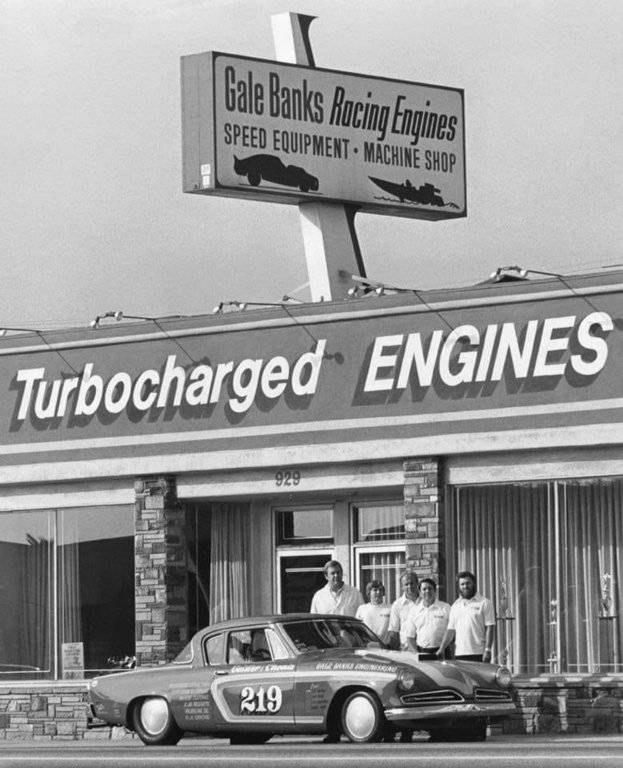 Gale Banks Racing Engines
SPEED EQUIPMENT • MACHINE SHOP
Turbocharged ENGINES
929
GALE BANKS ENGINEERING
219